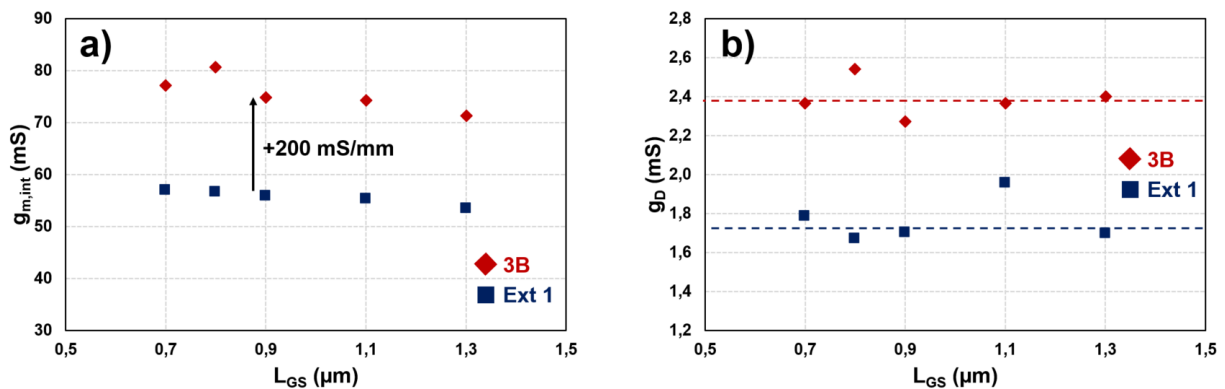 a)
90
80
70
60
50
40
30
g_m,int (mS)
+200 mS/mm
3B
Ext 1
0,5
0,7
0,9
1,1
1,3
1,5
L_GS (µm)
b)
2,8
2,6
2,4
2,2
2,0
1,8
1,6
1,4
1,2
g_D (mS)
3B
Ext 1
0,5
0,7
0,9
1,1
1,3
1,5
L_GS (µm)